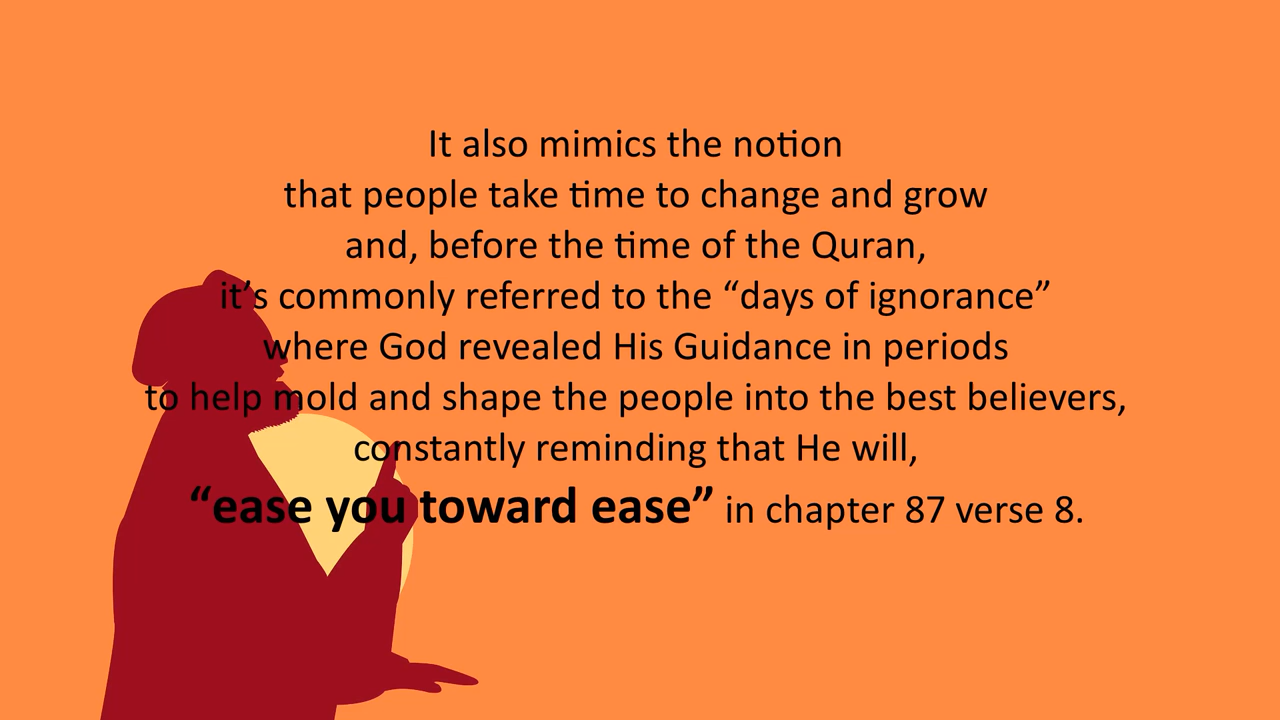 It also mimics the notion
that people take time to change and grow
and, before the time of the Quran,
it’s commonly referred to the “days of ignorance”
where God revealed His Guidance in periods
to help mold and shape the people into the best believers,
constantly reminding that He will,
“ease you toward ease” in chapter 87 verse 8.